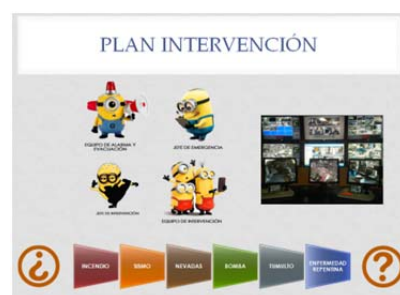 PLAN INTERVENCIÓN
EQUIPO DE ALARMA Y
EVACUACIÓN
JEFE DE EMERGENCIA
JEFE DE INTERVENCIÓN
EQUIPO DE INTERVENCIÓN
¿
INCENDIO
SISMO
NEVADAS
BOMBA
TUMULTO
ENFERMEDAD
REPENTINA
?